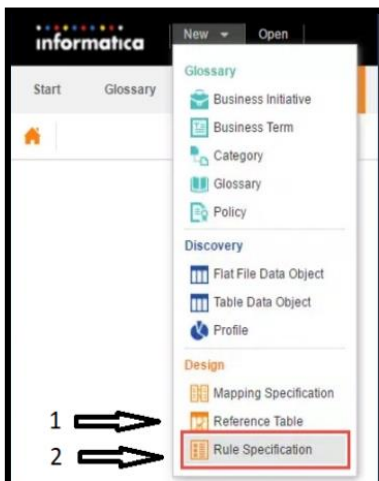 informatica
New Open
Start Glossary
Glossary
Business Initiative
Business Term
Category
Glossary
Policy
Discovery
Flat File Data Object
Table Data Object
Profile
Design
Mapping Specification
1 Reference Table
2 Rule Specification